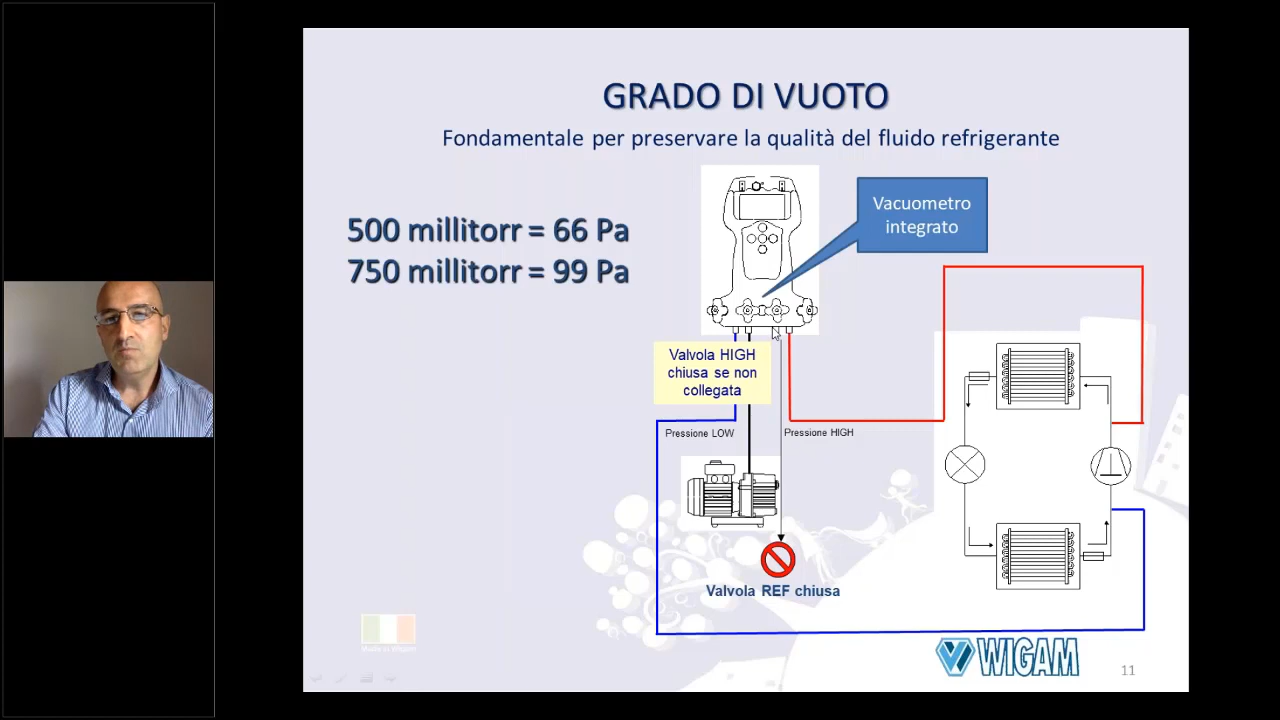 GRADO DI VUOTO
Fondamentale per preservare la qualità del fluido refrigerante
500 millitorr = 66 Pa
750 millitorr = 99 Pa
Vacuometro
integrato
Valvola HIGH
chiusa se non
collegata
Pressione LOW
Pressione HIGH
Valvola REF chiusa
WIGAM
11